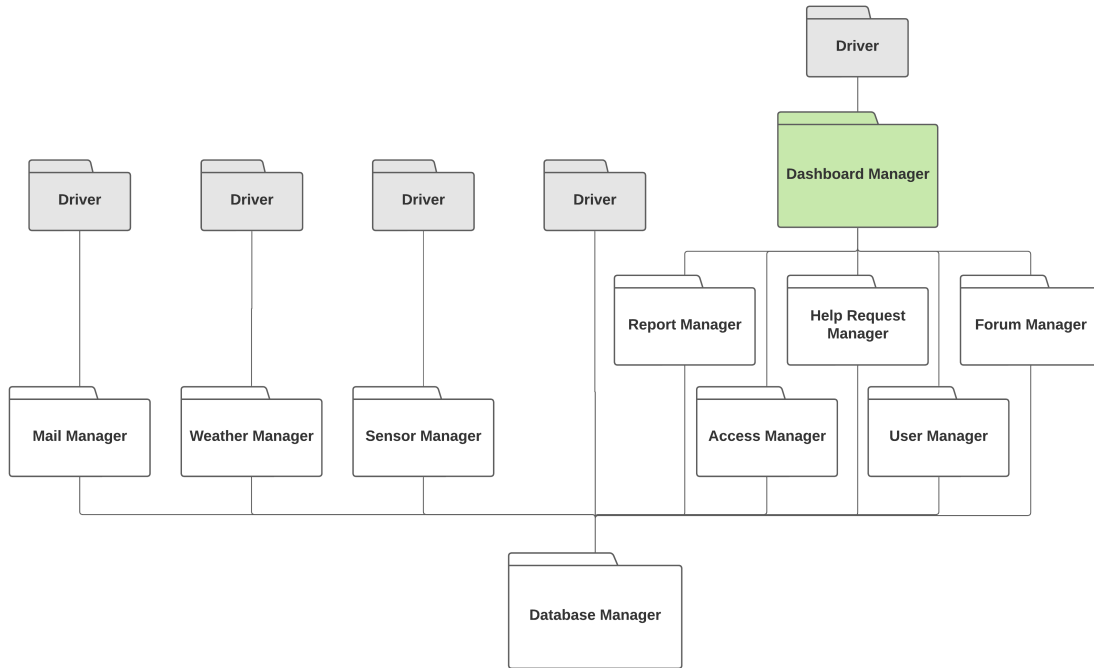 Driver
Dashboard Manager
Driver
Driver
Driver
Driver
Report Manager
Help Request
Manager
Forum Manager
Mail Manager
Weather Manager
Sensor Manager
Access Manager
User Manager
Database Manager